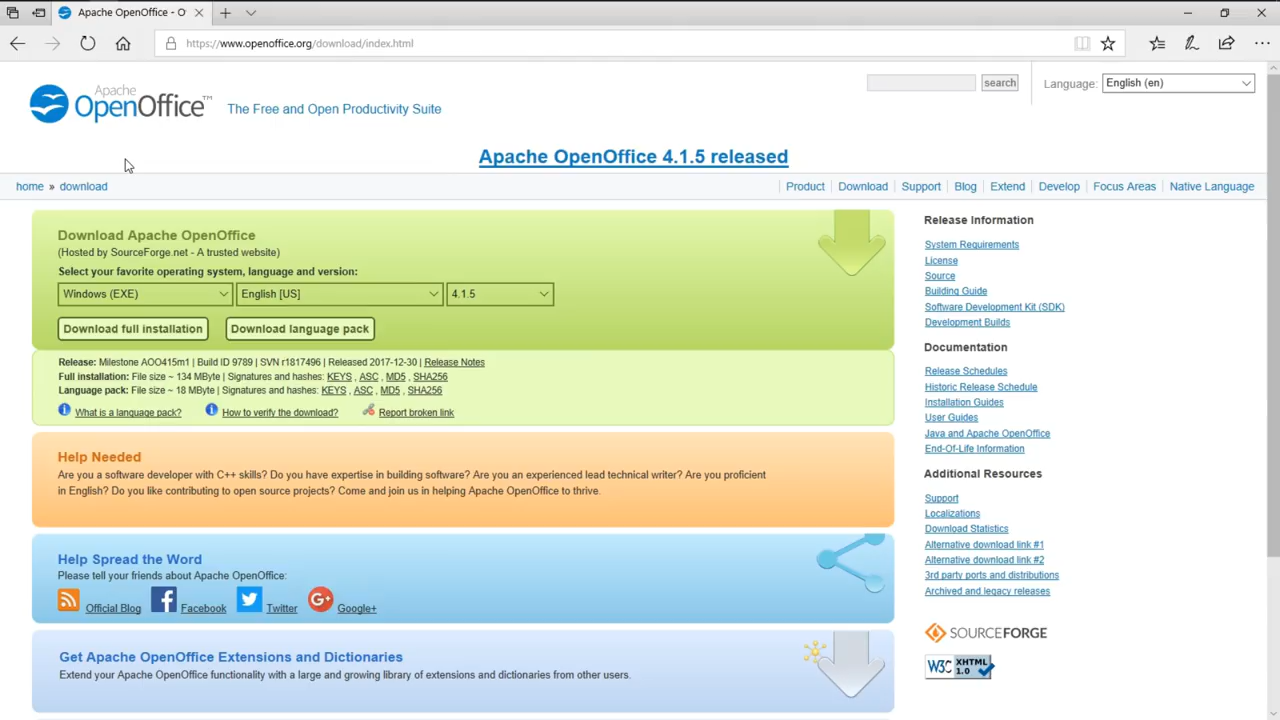 Apache OpenOffice - O
https://www.openoffice.org/download/index.html
Apache
OpenOffice™
The Free and Open Productivity Suite
search
Language: English (en)
Apache OpenOffice 4.1.5 released
home » download
Product Download Support Blog Extend Develop Focus Areas Native Language
Download Apache OpenOffice
(Hosted by SourceForge.net - A trusted website)
Select your favorite operating system, language and version:
Windows (EXE) English [US] 4.1.5
Download full installation Download language pack
Release: Milestone AOO415m1 | Build ID 9789 | SVN r1817496 | Released 2017-12-30 | Release Notes
Full installation: File size ~ 134 MByte | Signatures and hashes: KEYS , ASC , MD5 , SHA256
Language pack: File size ~ 18 MByte | Signatures and hashes: KEYS , ASC , MD5 , SHA256
What is a language pack? How to verify the download? Report broken link
Help Needed
Are you a software developer with C++ skills? Do you have expertise in building software? Are you an experienced lead technical writer? Are you proficient
in English? Do you like contributing to open source projects? Come and join us in helping Apache OpenOffice to thrive.
Help Spread the Word
Please tell your friends about Apache OpenOffice:
Official Blog Facebook Twitter G+ Google+
Get Apache OpenOffice Extensions and Dictionaries
Extend your Apache OpenOffice functionality with a large and growing library of extensions and dictionaries from other users.
Release Information
System Requirements
License
Source
Building Guide
Software Development Kit (SDK)
Development Builds
Documentation
Release Schedules
Historic Release Schedule
Installation Guides
User Guides
Java and Apache OpenOffice
End-Of-Life Information
Additional Resources
Support
Localizations
Download Statistics
Alternative download link #1
Alternative download link #2
3rd party ports and distributions
Archived and legacy releases
SOURCEFORGE
W3C XHTML
1.0